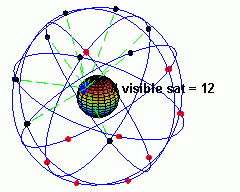 visible sat = 12